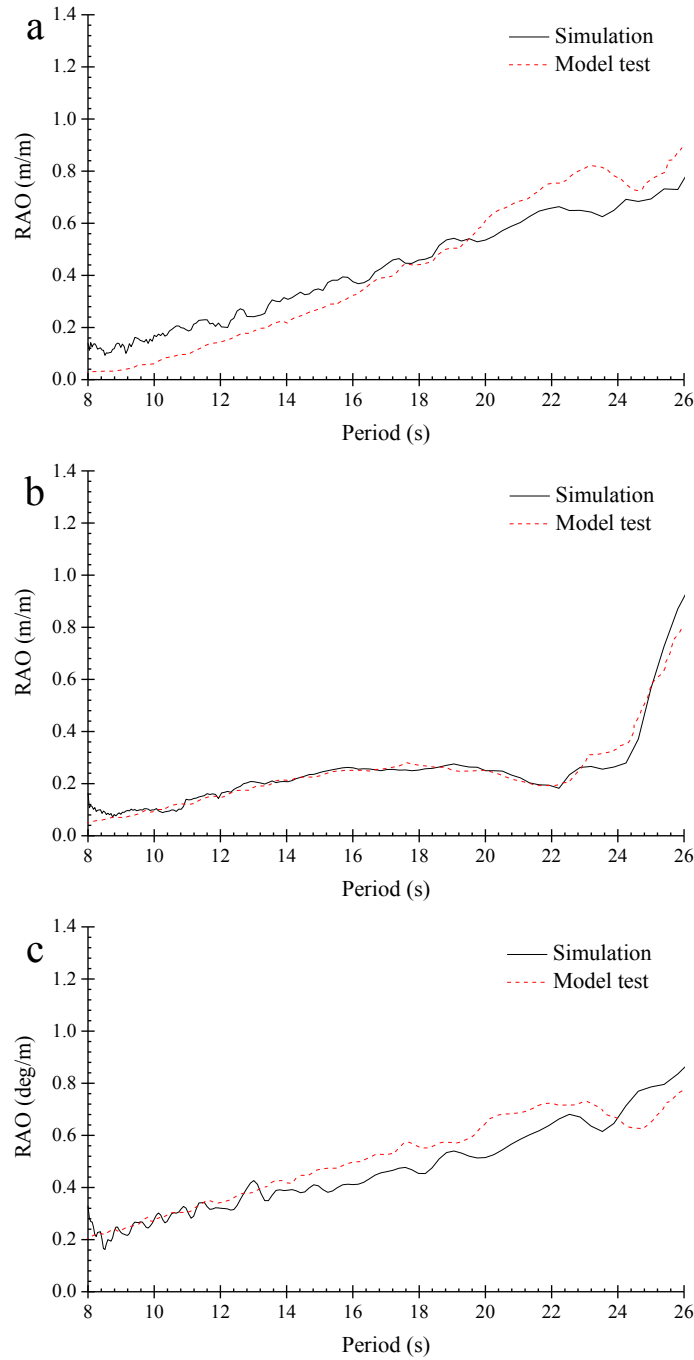 a
1.4
1.2
1.0
0.8
0.6
0.4
0.2
0.0
RAO (m/m)
Simulation
Model test
8 10 12 14 16 18 20 22 24 26
Period (s)
b
1.4
1.2
1.0
0.8
0.6
0.4
0.2
0.0
RAO (m/m)
Simulation
Model test
8 10 12 14 16 18 20 22 24 26
Period (s)
c
1.4
1.2
1.0
0.8
0.6
0.4
0.2
0.0
RAO (deg/m)
Simulation
Model test
8 10 12 14 16 18 20 22 24 26
Period (s)